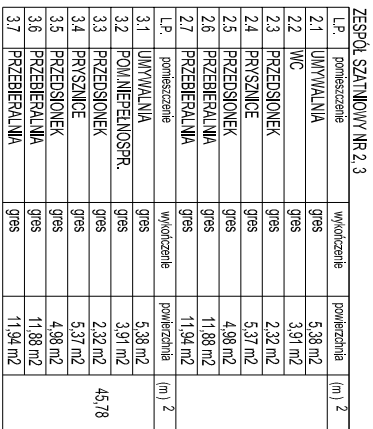 ZESPÓŁ SZATNIOWY NR 2, 3
L.P. pomieszczenie wykończenie powierzchnia (m) 2
2.1 UMYWALNIA gres 5,38 m2
2.2 WC gres 3,91 m2
2.3 PRZEDSIONEK gres 2,32 m2
2.4 PRYSZNICE gres 5,37 m2
2.5 PRZEDSIONEK gres 4,98 m2
2.6 PRZEBIERALNIA gres 11,88 m2
2.7 PRZEBIERALNIA gres 11,94 m2
L.P. pomieszczenie wykończenie powierzchnia (m) 2
3.1 UMYWALNIA gres 5,38 m2
3.2 POM.NIEPEŁNOSPR. gres 3,91 m2
3.3 PRZEDSIONEK gres 2,32 m2
3.4 PRYSZNICE gres 5,37 m2 45,78
3.5 PRZEDSIONEK gres 4,98 m2
3.6 PRZEBIERALNIA gres 11,88 m2
3.7 PRZEBIERALNIA gres 11,94 m2